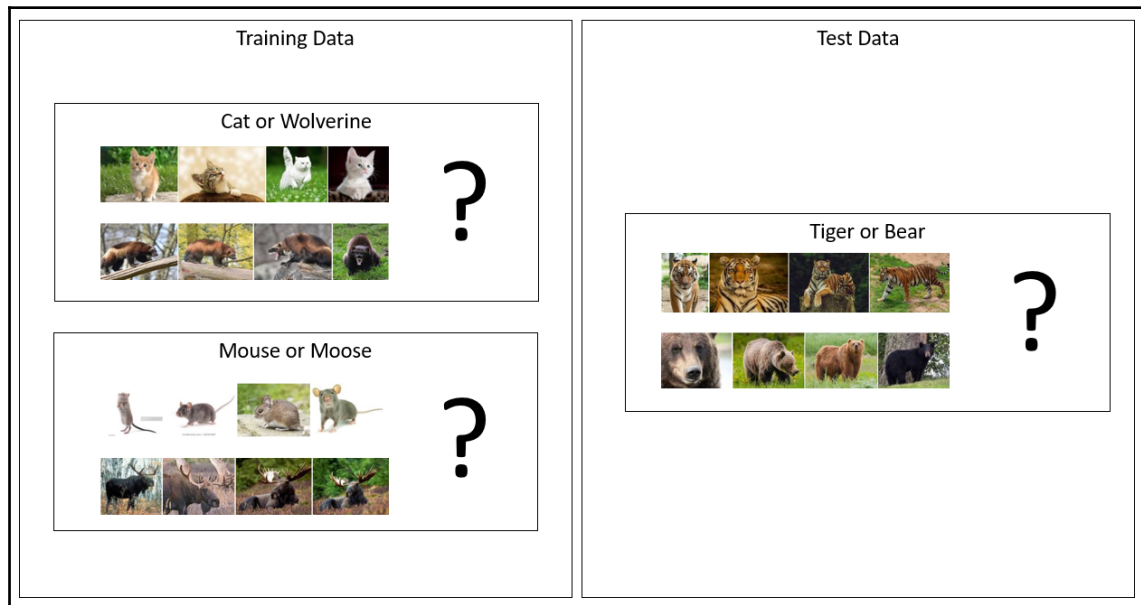 Training Data
Cat or Wolverine
?
Mouse or Moose
?
Test Data
Tiger or Bear
?